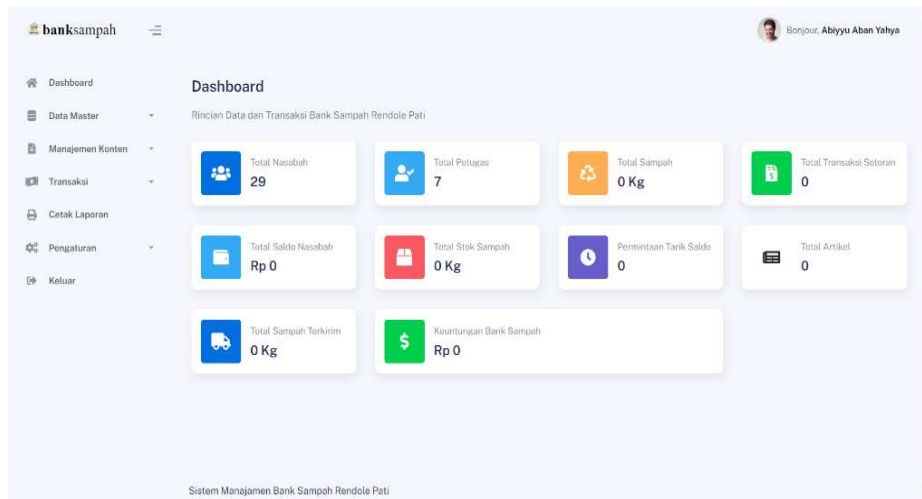 banksampah
Bonjour, Abiyyu Aban Yahya
Dashboard
Data Master
Manajemen Konten
Transaksi
Cetak Laporan
Pengaturan
Keluar
Dashboard
Rincian Data dan Transaksi Bank Sampah Rendole Pati
Total Nasabah
29
Total Petugas
7
Total Sampah
0 Kg
Total Transaksi Setoran
0
Total Saldo Nasabah
Rp 0
Total Stok Sampah
0 Kg
Permintaan Tarik Saldo
0
Total Artikel
0
Total Sampah Terkirim
0 Kg
Keuntungan Bank Sampah
Rp 0
Sistem Manajamen Bank Sampah Rendole Pati